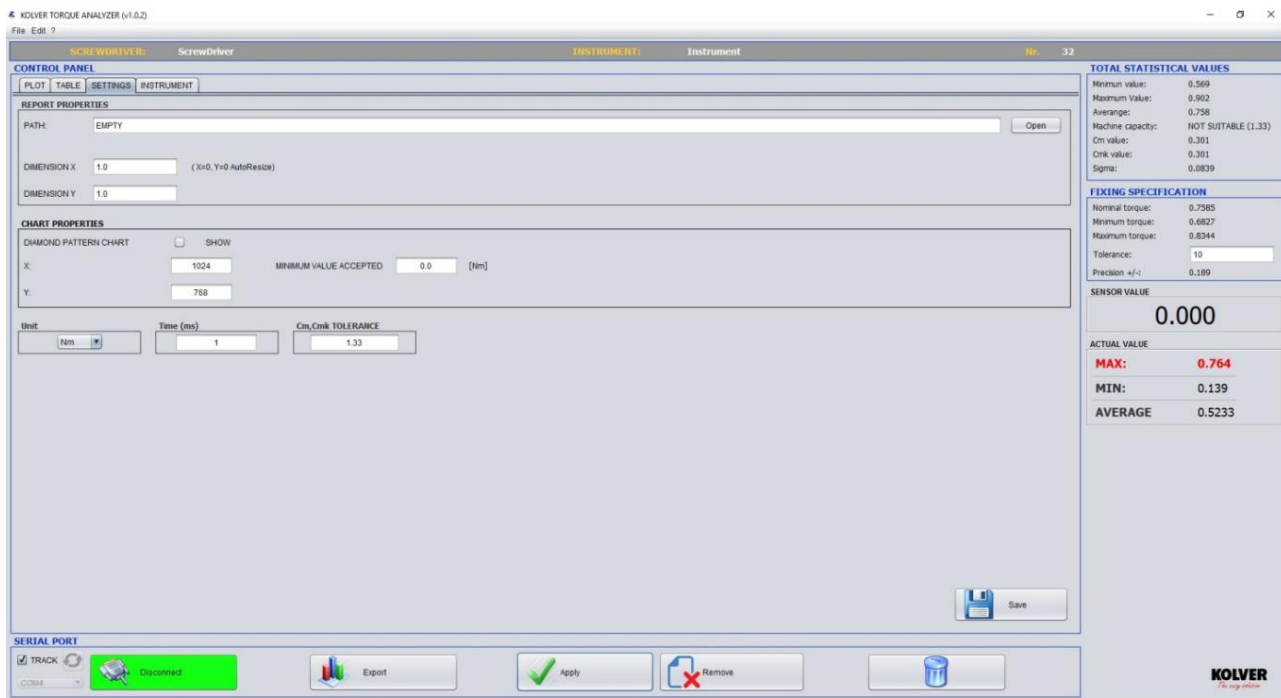 KOLVER TORQUE ANALYZER (v1.0.2)
File Edit ?
SCREWDRIVER: ScrewDriver INSTRUMENT: Instrument Nr. 32
CONTROL PANEL
PLOT TABLE SETTINGS INSTRUMENT
REPORT PROPERTIES
PATH: EMPTY Open
DIMENSION X 1.0 ( X=0, Y=0 AutoResize)
DIMENSION Y 1.0
CHART PROPERTIES
DIAMOND PATTERN CHART SHOW
X: 1024 MINIMUM VALUE ACCEPTED 0.0 [Nm]
Y: 768
Unit Time (ms) Cm,Cmk TOLERANCE
Nm 1 1.33
Save
TOTAL STATISTICAL VALUES
Minimun value: 0.569
Maximum Value: 0.902
Averange: 0.758
Machine capacity: NOT SUITABLE (1.33)
Cm value: 0.301
Cmk value: 0.301
Sigma: 0.0839
FIXING SPECIFICATION
Nominal torque: 0.7585
Minimum torque: 0.6827
Maximum torque: 0.8344
Tolerance: 10
Precision +/-: 0.189
SENSOR VALUE
0.000
ACTUAL VALUE
MAX: 0.764
MIN: 0.139
AVERAGE 0.5233
SERIAL PORT
TRACK
COM4
Disconnect Export Apply Remove
KOLVER
The easy solution